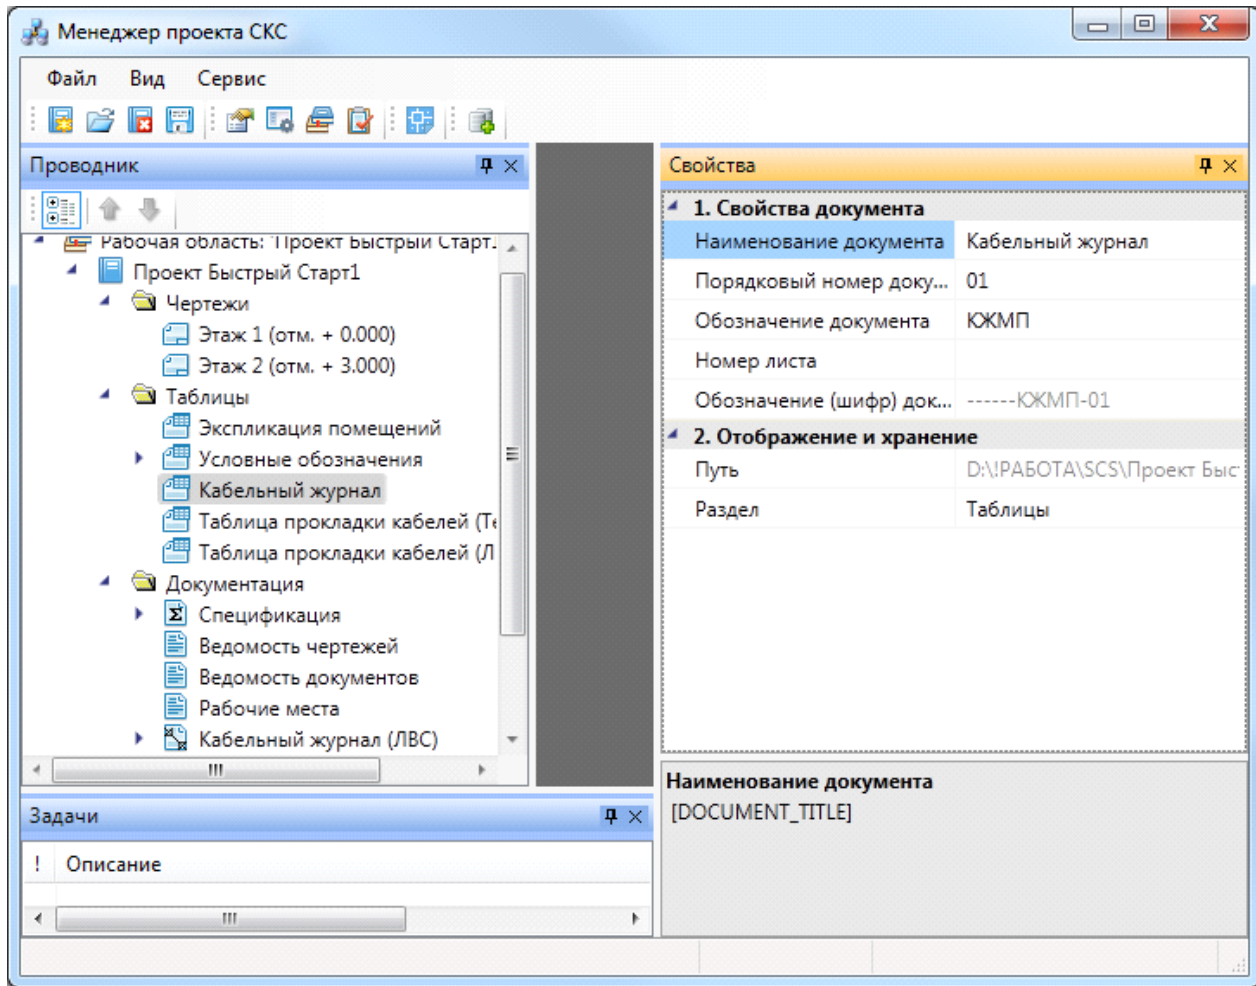 Менеджер проекта СКС
Файл Вид Сервис
Проводник
Рабочая область: 'Проект Быстрый Старт.
Проект Быстрый Старт1
Чертежи
Этаж 1 (отм. + 0.000)
Этаж 2 (отм. + 3.000)
Таблицы
Экспликация помещений
Условные обозначения
Кабельный журнал
Таблица прокладки кабелей (Те
Таблица прокладки кабелей (Л
Документация
Спецификация
Ведомость чертежей
Ведомость документов
Рабочие места
Кабельный журнал (ЛВС)
Задачи
! Описание
Свойства
1. Свойства документа
Наименование документа Кабельный журнал
Порядковый номер доку... 01
Обозначение документа КЖМП
Номер листа
Обозначение (шифр) док... ------КЖМП-01
2. Отображение и хранение
Путь D:\!РАБОТА\SCS\Проект Быс
Раздел Таблицы
Наименование документа
[DOCUMENT_TITLE]